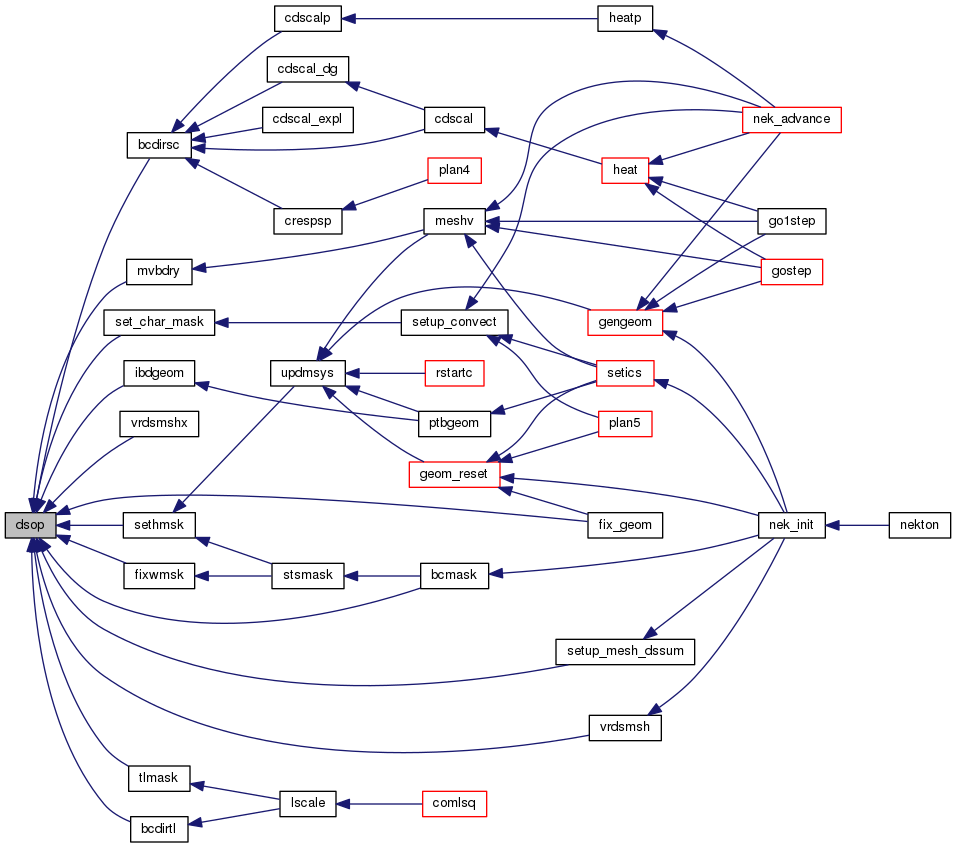 cdscalp
heatp
cdscal_dg
cdscal_expl
cdscal
nek_advance
bcdirsc
plan4
heat
crespsp
meshv
go1step
mvbdry
gostep
set_char_mask
setup_convect
gengeom
ibdgeom
updmsys
rstartc
setics
vrdsmshx
ptbgeom
plan5
geom_reset
dsop
sethmsk
fix_geom
nek_init
nekton
fixwmsk
stsmask
bcmask
setup_mesh_dssum
vrdsmsh
tlmask
lscale
comlsq
bcdirtl